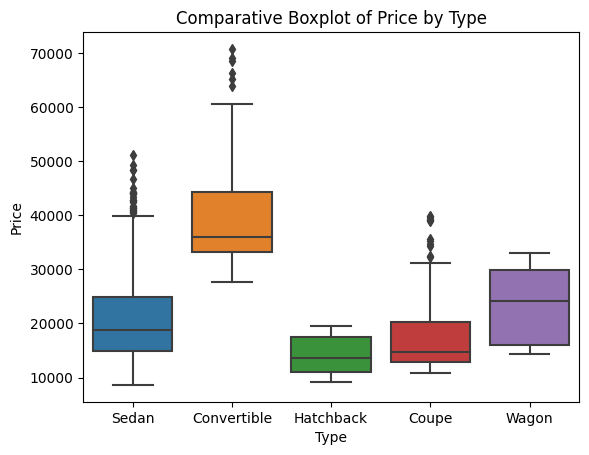 Comparative Boxplot of Price by Type
70000
60000
50000
40000
30000
20000
10000
Price
Sedan Convertible Hatchback Coupe Wagon
Type